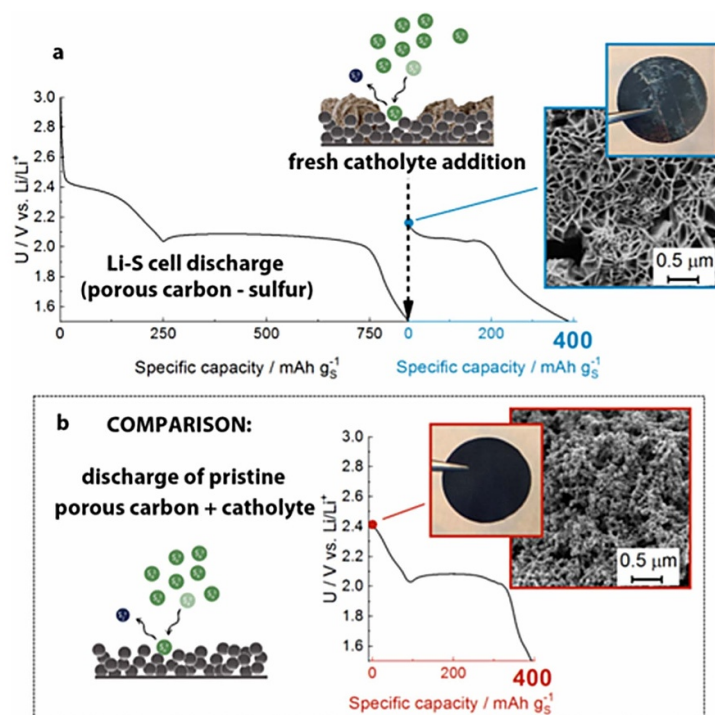 a
3.0
2.8
2.6
2.4
2.2
2.0
1.8
1.6
U / V vs. Li/Li⁺
Li-S cell discharge
(porous carbon - sulfur)
fresh catholyte addition
0.5 µm
0
250
500
750
0
200
400
Specific capacity / mAh g_S⁻¹
Specific capacity / mAh g_S⁻¹
b COMPARISON:
discharge of pristine
porous carbon + catholyte
3.0
2.8
2.6
2.4
2.2
2.0
1.8
1.6
U / V vs. Li/Li⁺
0.5 µm
0
200
400
Specific capacity / mAh g_S⁻¹